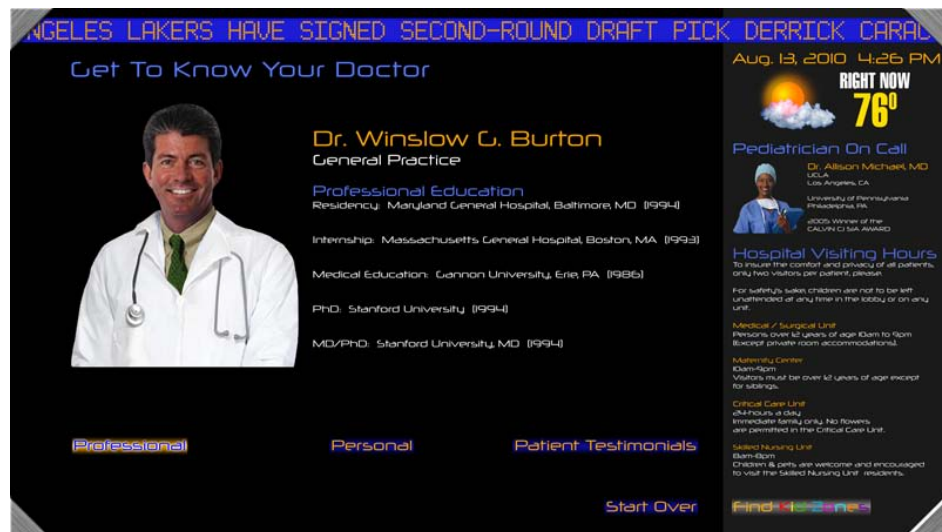 NGELES LAKERS HAVE SIGNED SECOND-ROUND DRAFT PICK DERRICK CARAC
Get To Know Your Doctor
Dr. Winslow G. Burton
General Practice
Professional Education
Residency: Maryland General Hospital, Baltimore, MD (1994)
Internship: Massachusetts General Hospital, Boston, MA (1993)
Medical Education: Gannon University, Erie, PA (1986)
PhD: Stanford University (1994)
MD/PhD: Stanford University, MD (1994)
Professional
Personal
Patient Testimonials
Start Over
Aug. 13, 2010 4:26 PM
RIGHT NOW
76°
Pediatrician On Call
Dr. Allison Michael, MD
UCLA
Los Angeles, CA
University of Pennsylvania
Philadelphia, PA
2005 Winner of the
CALVIN CJ SIA AWARD
Hospital Visiting Hours
To insure the comfort and privacy of all patients,
only two visitors per patient, please.
For safety's sake, children are not to be left
unattended at any time in the lobby or on any
unit.
Medical / Surgical Unit
Persons over 12 years of age 10am to 9pm
(Except private room accommodations).
Maternity Center
10am-9pm
Visitors must be over 12 years of age except
for siblings.
Critical Care Unit
24-hours a day
Immediate family only. No flowers
are permitted in the Critical Care Unit.
Skilled Nursing Unit
Children & pets are welcome and encouraged
to visit the Skilled Nursing Unit residents.
Find Kid Zones